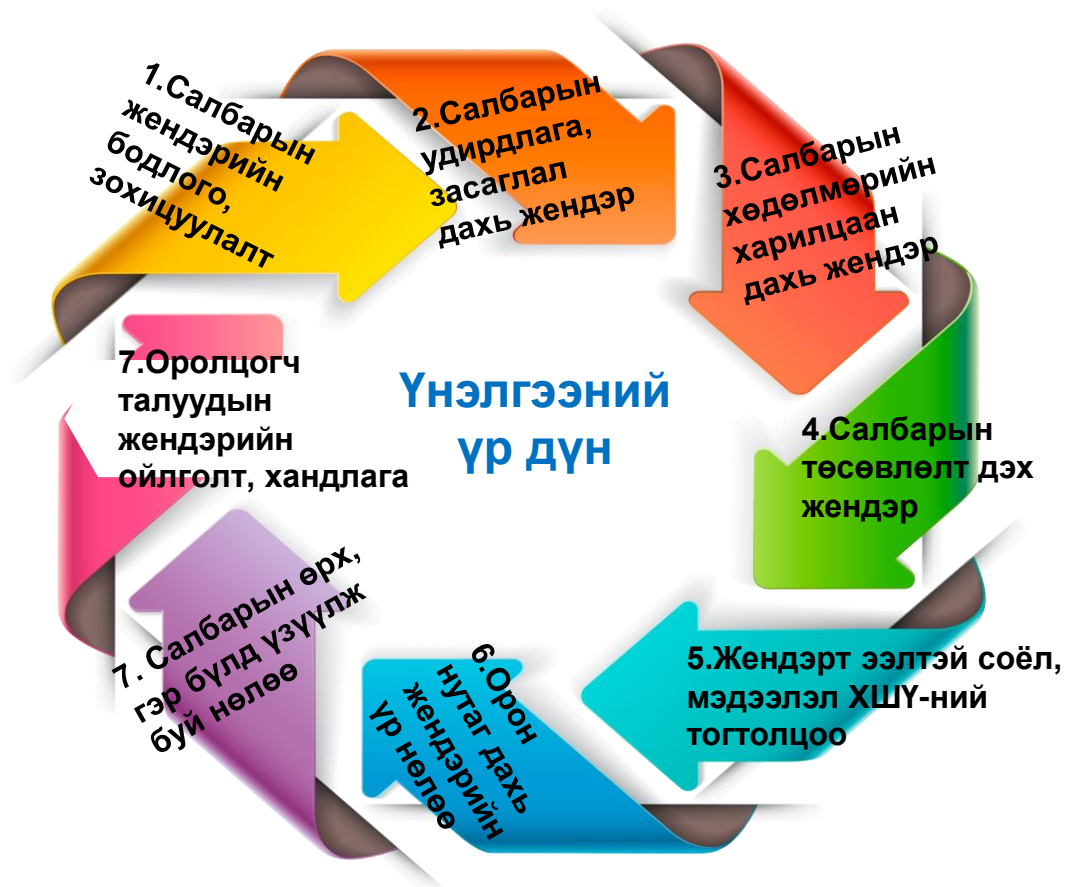 1.Салбарын
жендэрийн
бодлого,
зохицуулалт
2.Салбарын
удирдлага,
засаглал
дахь жендэр
3.Салбарын
хөдөлмөрийн
харилцаан
дахь жендэр
4.Салбарын
төсөвлөлт дэх
жендэр
5.Жендэрт ээлтэй соёл,
мэдээлэл ХШҮ-ний
тогтолцоо
6.Орон
нутаг дахь
жендэрийн
үр нөлөө
7. Салбарын өрх,
гэр бүлд үзүүлж
буй нөлөө
7.Оролцогч
талуудын
жендэрийн
ойлголт, хандлага
Үнэлгээний
үр дүн